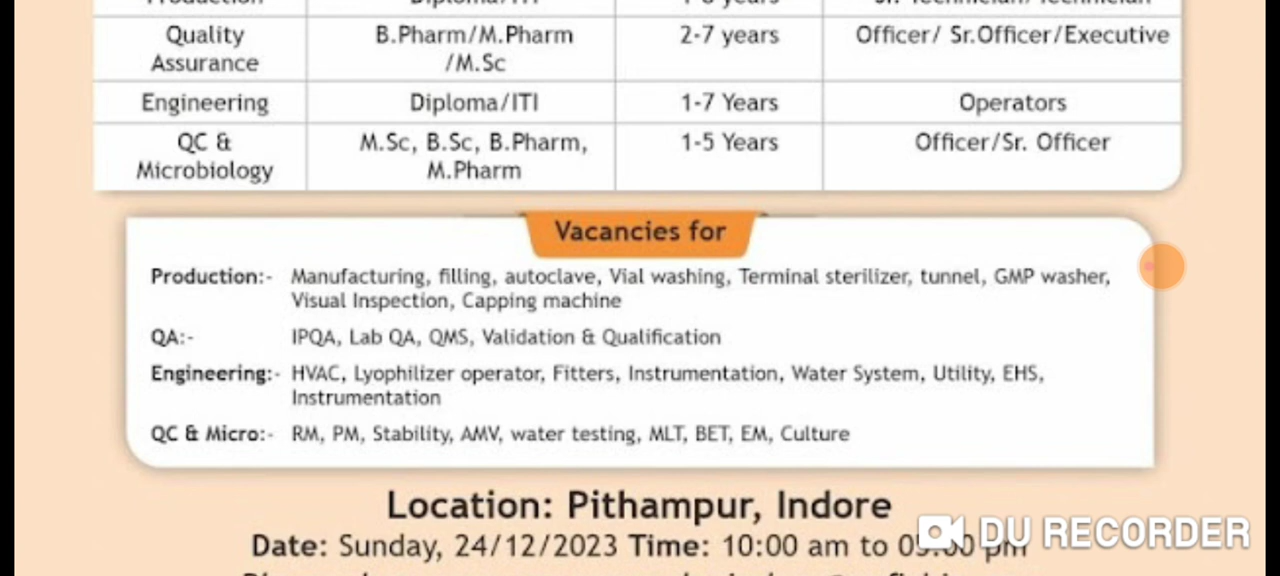 Quality B.Pharm/M.Pharm 2-7 years Officer/ Sr.Officer/Executive
Assurance /M.Sc
Engineering Diploma/ITI 1-7 Years Operators
QC & M.Sc, B.Sc, B.Pharm, 1-5 Years Officer/Sr. Officer
Microbiology M.Pharm
Vacancies for
Production:- Manufacturing, filling, autoclave, Vial washing, Terminal sterilizer, tunnel, GMP washer,
Visual Inspection, Capping machine
QA:- IPQA, Lab QA, QMS, Validation & Qualification
Engineering:- HVAC, Lyophilizer operator, Fitters, Instrumentation, Water System, Utility, EHS,
Instrumentation
QC & Micro:- RM, PM, Stability, AMV, water testing, MLT, BET, EM, Culture
Location: Pithampur, Indore
Date: Sunday, 24/12/2023 Time: 10:00 am to pm
DU RECORDER